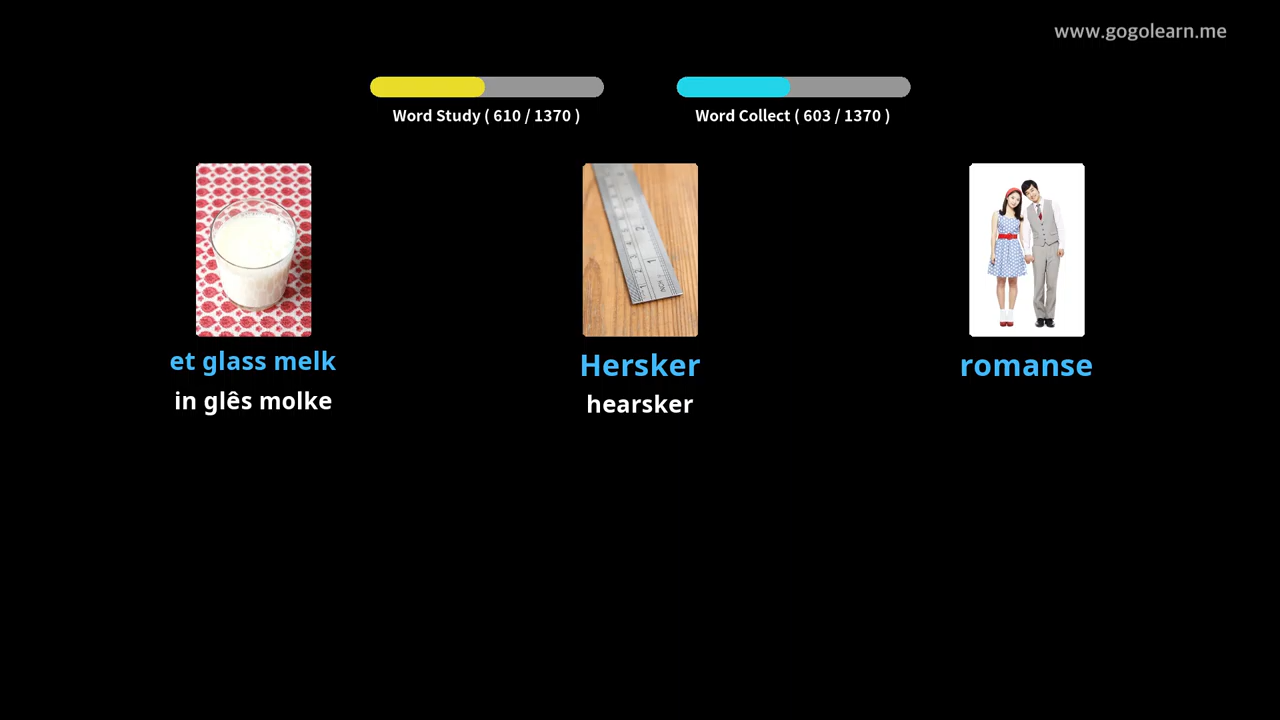 www.gogolearn.me
Word Study ( 610 / 1370 )
Word Collect ( 603 / 1370 )
et glass melk
in glês molke
Hersker
hearsker
romanse